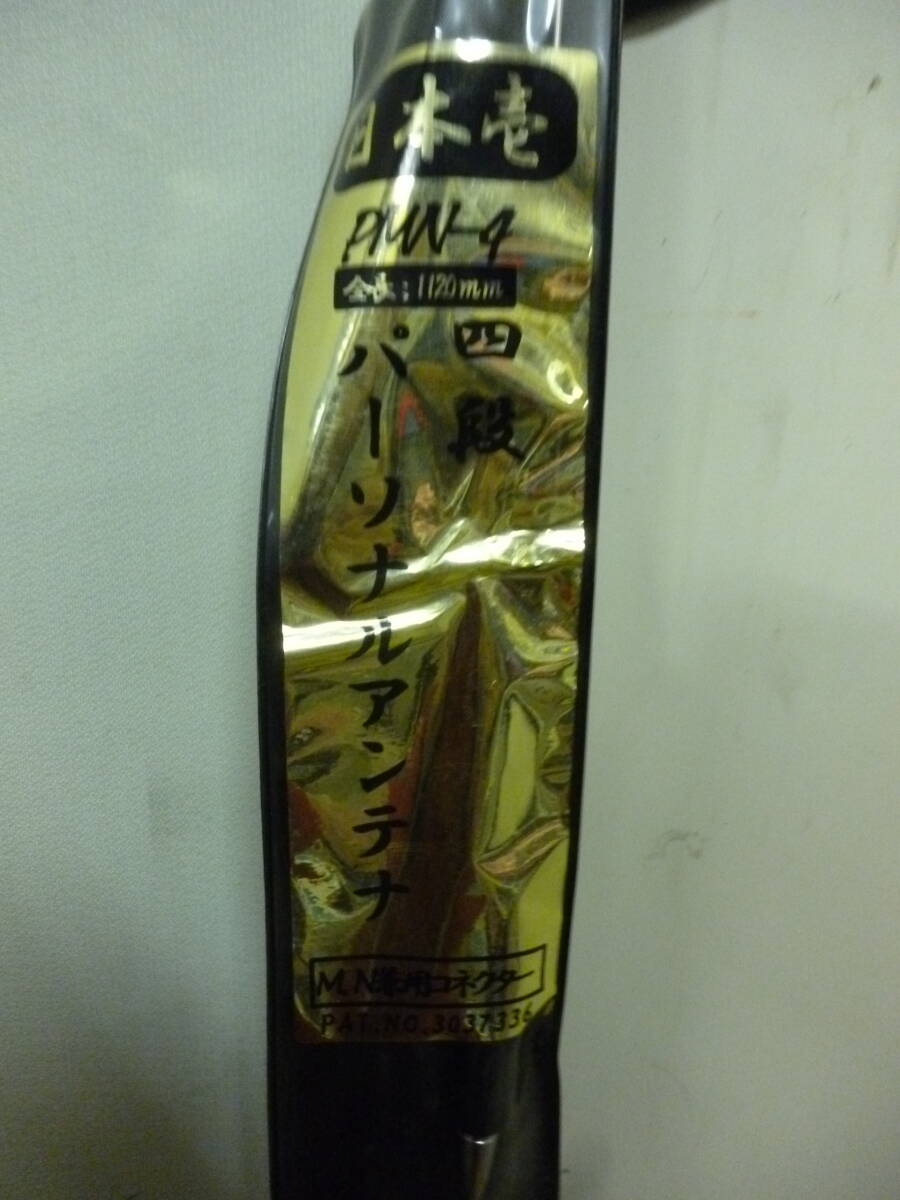 日本壱
PMN-4
全長:1120mm
四段
パーソナルアンテナ
M.N兼用コネクター
PAT.NO.3037336